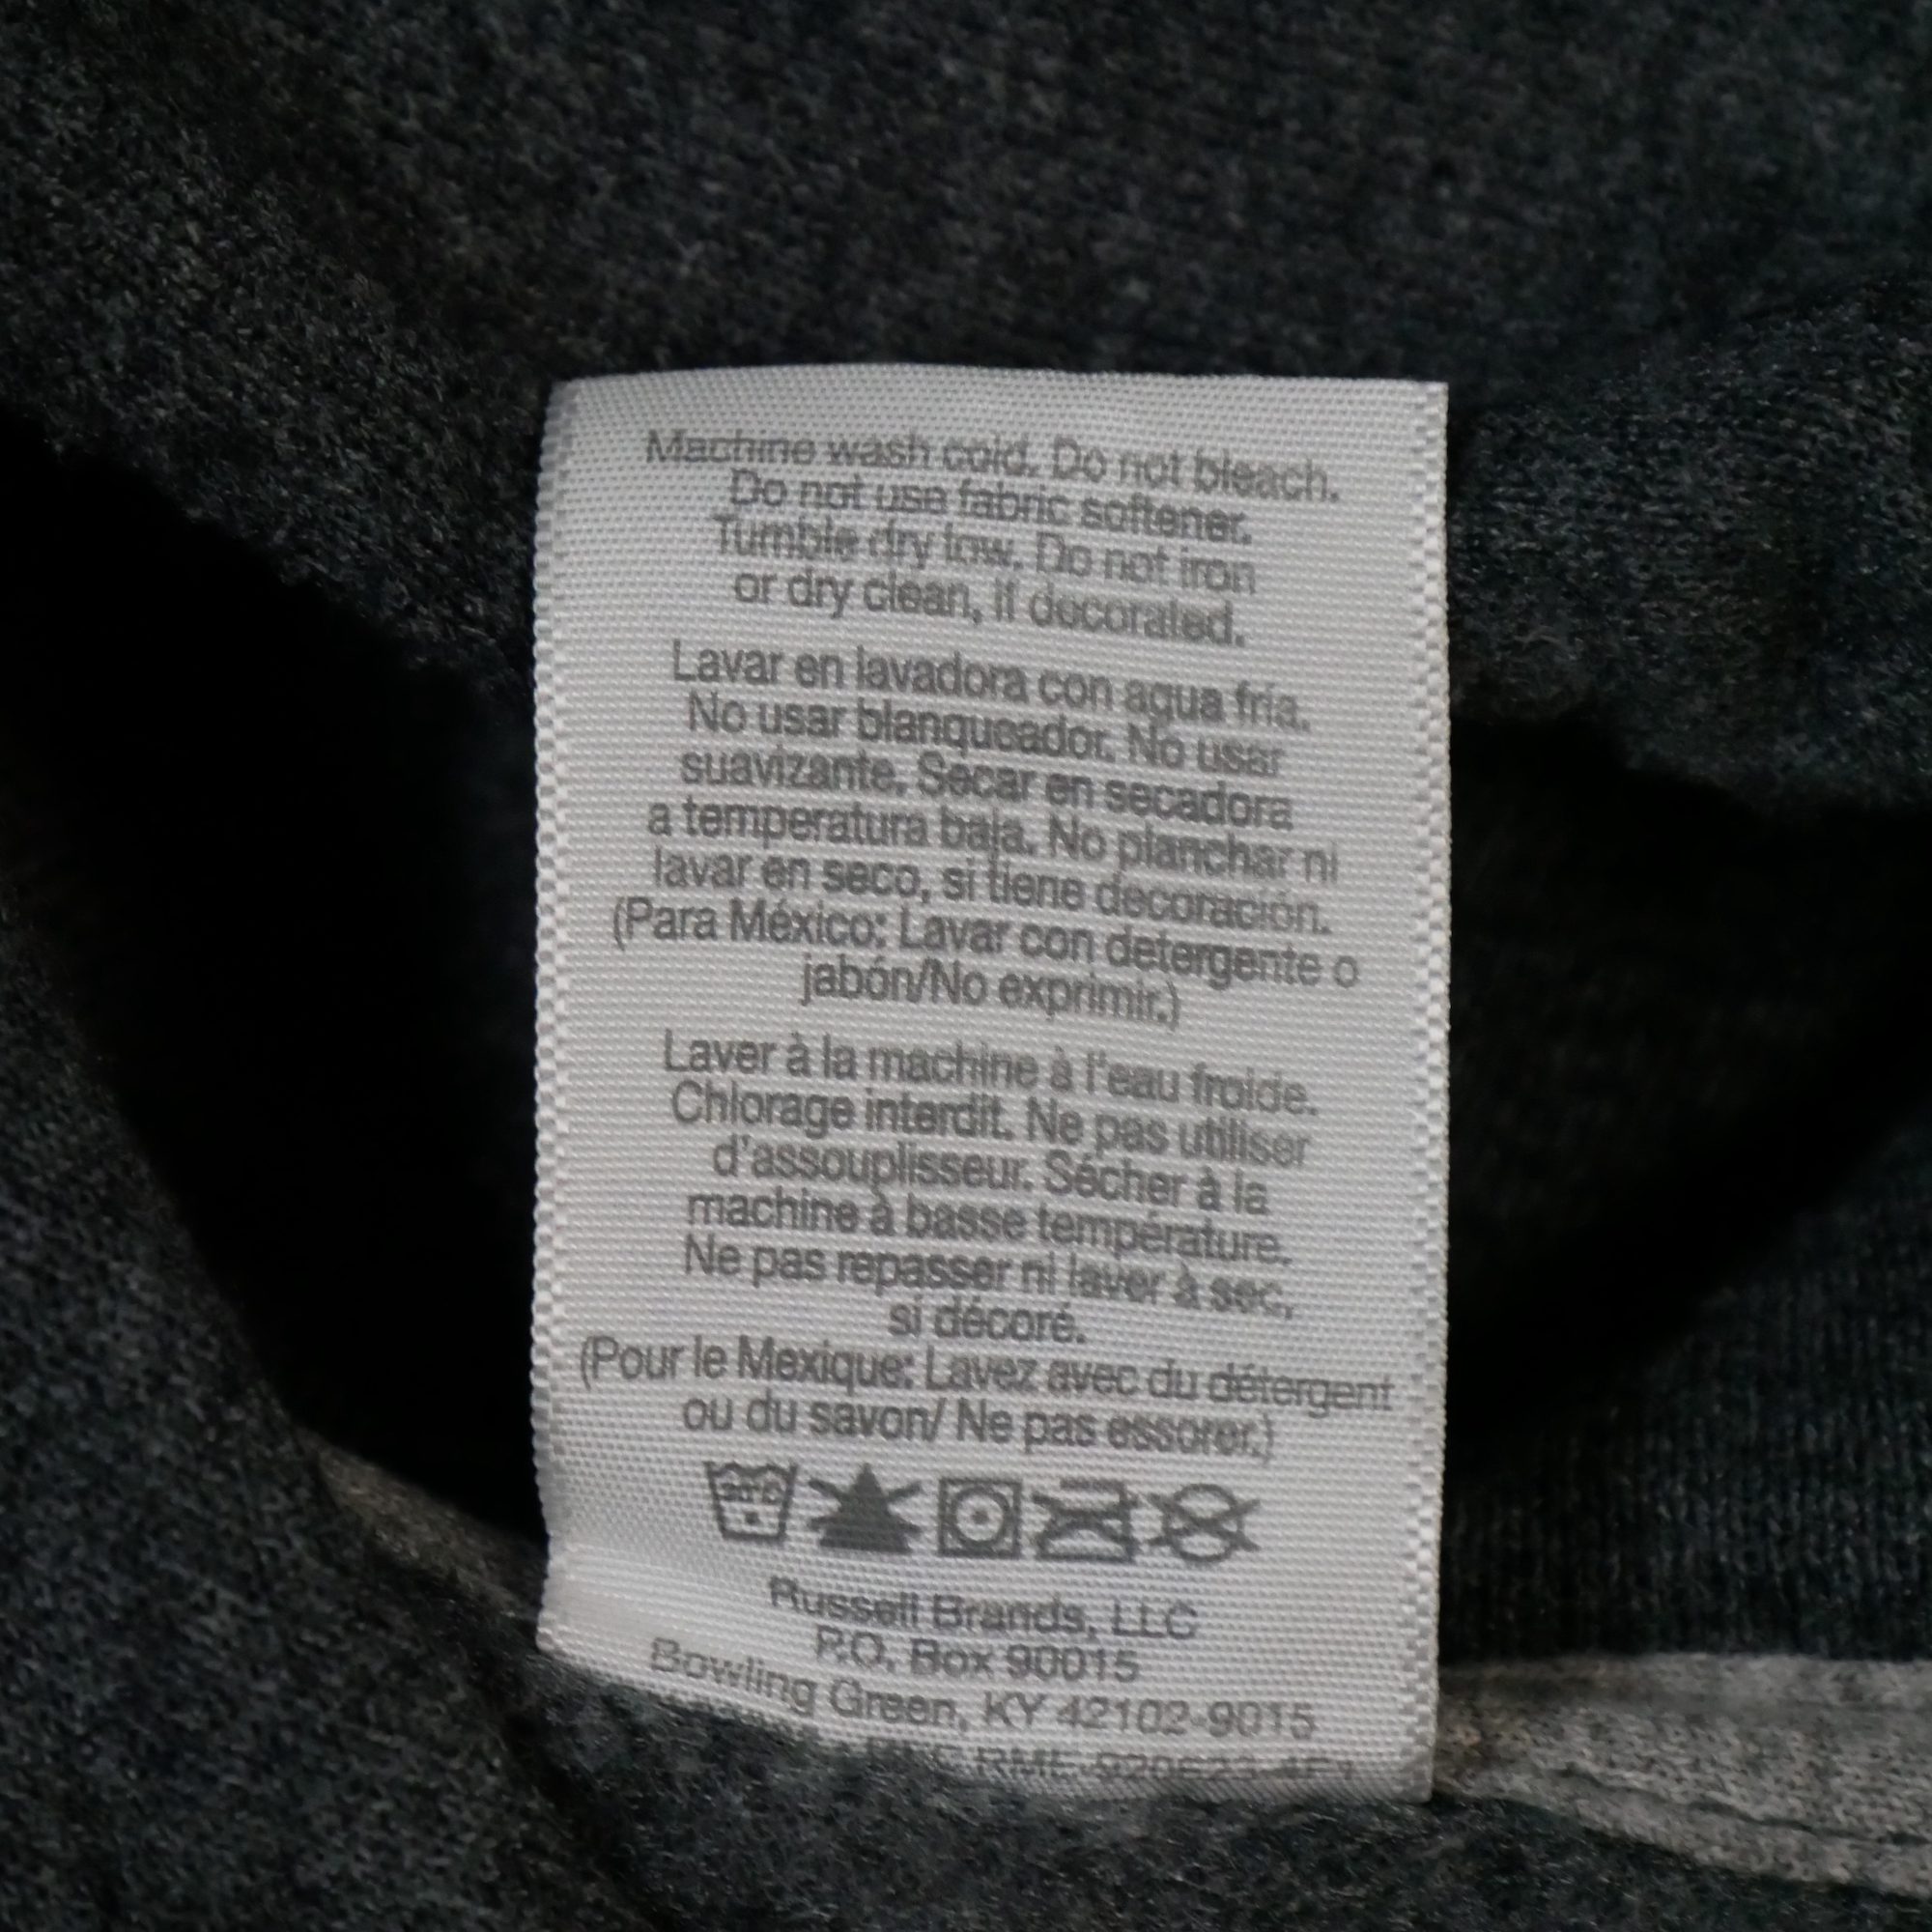 Machine wash cold. Do not bleach.
Do not use fabric softener.
Tumble dry low. Do not iron
or dry clean, if decorated.
Lavar en lavadora con agua fría.
No usar blanqueador. No usar
suavizante. Secar en secadora
a temperatura baja. No planchar ni
lavar en seco, si tiene decoración.
(Para México: Lavar con detergente o
jabón/No exprimir.)
Laver à la machine à l'eau froide.
Chlorage interdit. Ne pas utiliser
d'assouplisseur. Sécher à la
machine à basse température.
Ne pas repasser ni laver à sec,
si décoré.
(Pour le Mexique: Lavez avec du détergent
ou du savon/ Ne pas essorer.)
Russell Brands, LLC
P.O. Box 90015
Bowling Green, KY 42102-9015